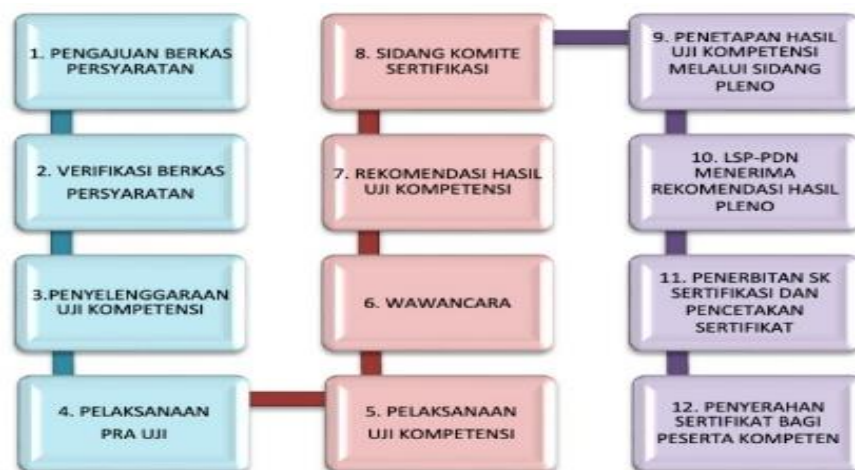 1. PENGAJUAN BERKAS
PERSYARATAN
2. VERIFIKASI BERKAS
PERSYARATAN
3.PENYELENGGARAAN
UJI KOMPETENSI
4. PELAKSANAAN
PRA UJI
5. PELAKSANAAN
UJI KOMPETENSI
6. WAWANCARA
7. REKOMENDASI HASIL
UJI KOMPETENSI
8. SIDANG KOMITE
SERTIFIKASI
9. PENETAPAN HASIL
UJI KOMPETENSI
MELALUI SIDANG
PLENO
10. LSP-PDN
MENERIMA
REKOMENDASI HASIL
PLENO
11. PENERBITAN SK
SERTIFIKASI DAN
PENCETAKAN
SERTIFIKAT
12. PENYERAHAN
SERTIFIKAT BAGI
PESERTA KOMPETEN